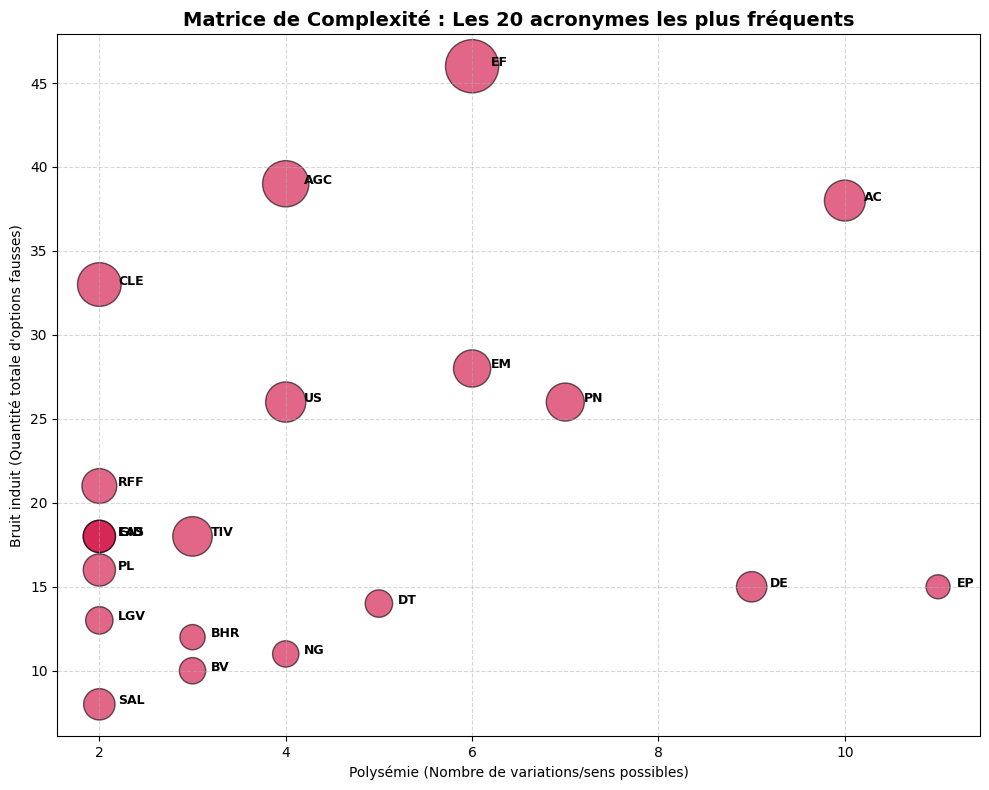 Matrice de Complexité : Les 20 acronymes les plus fréquents
Bruit induit (Quantité totale d'options fausses)
45
40
35
30
25
20
15
10
EF
AGC
AC
CLE
EM
US
PN
RFF
TIV
PL
DE
EP
DT
LGV
BHR
NG
BV
SAL
2
4
6
8
10
Polysémie (Nombre de variations/sens possibles)